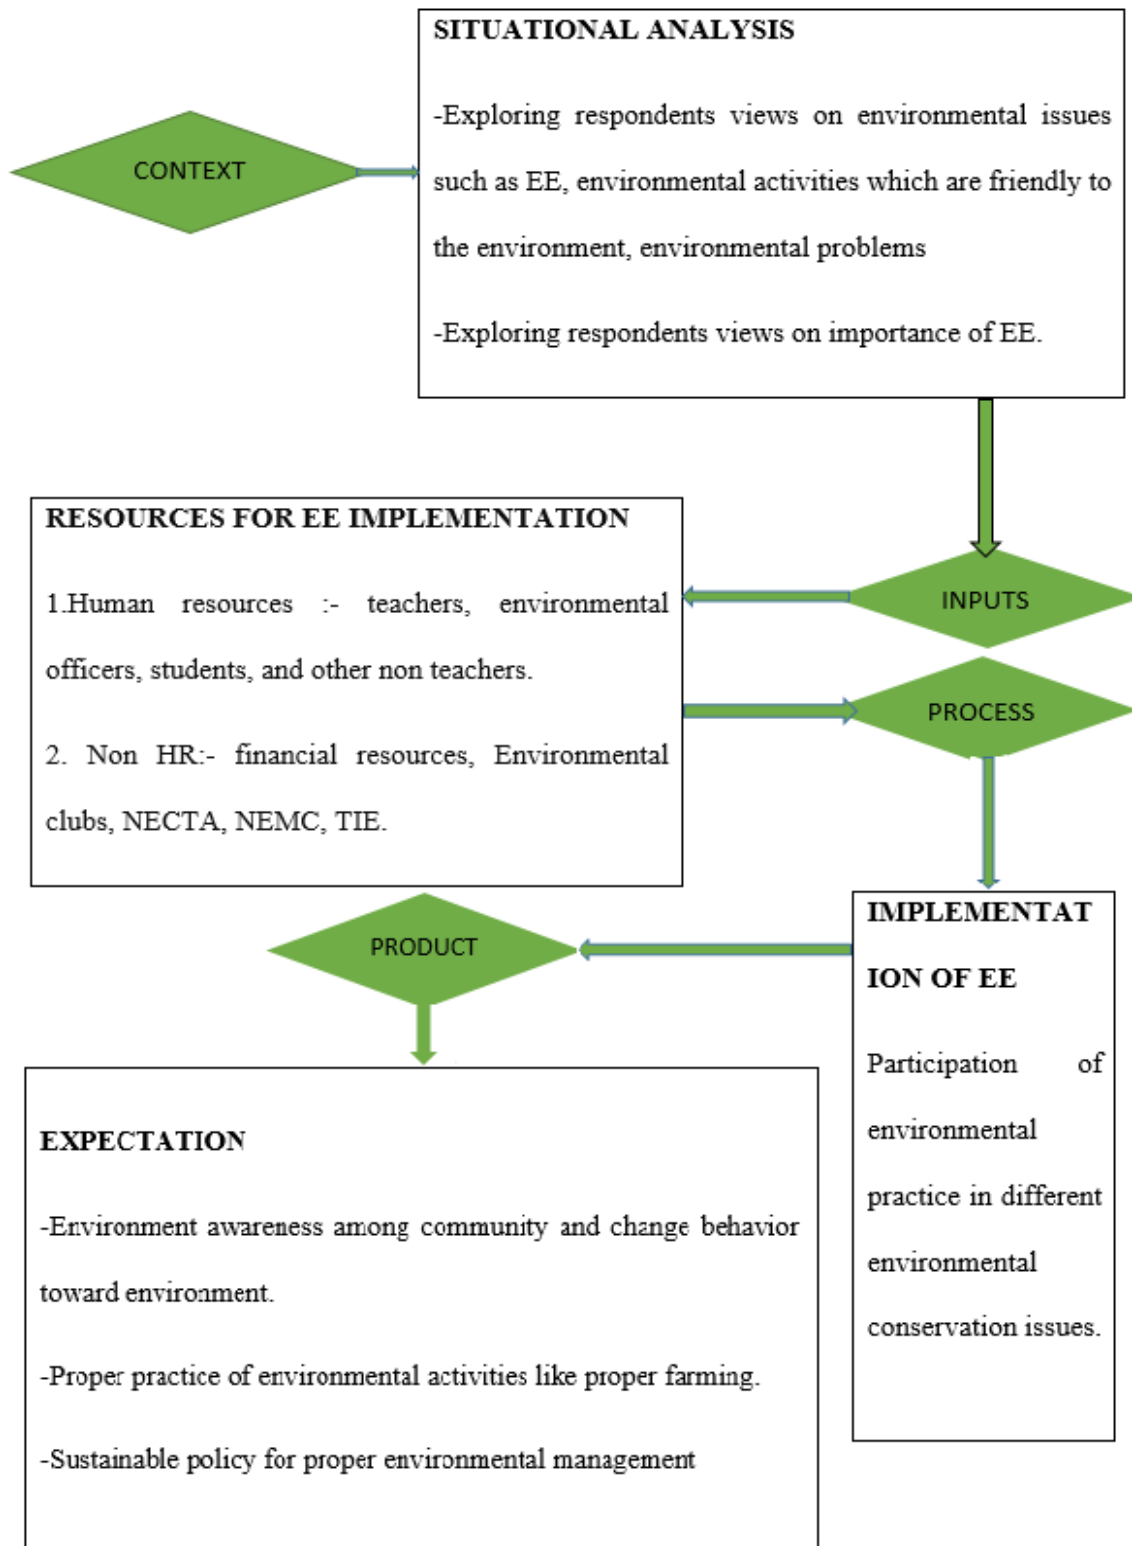 SITUATIONAL ANALYSIS
CONTEXT
-Exploring respondents views on environmental issues
such as EE, environmental activities which are friendly to
the environment, environmental problems
-Exploring respondents views on importance of EE.
INPUTS
RESOURCES FOR EE IMPLEMENTATION
1.Human resources :- teachers, environmental
officers, students, and other non teachers.
2. Non HR:- financial resources, Environmental
clubs, NECTA, NEMC, TIE.
PROCESS
IMPLEMENTAT
ION OF EE
Participation of
environmental
practice in different
environmental
conservation issues.
PRODUCT
EXPECTATION
-Environment awareness among community and change behavior
toward environment.
-Proper practice of environmental activities like proper farming.
-Sustainable policy for proper environmental management